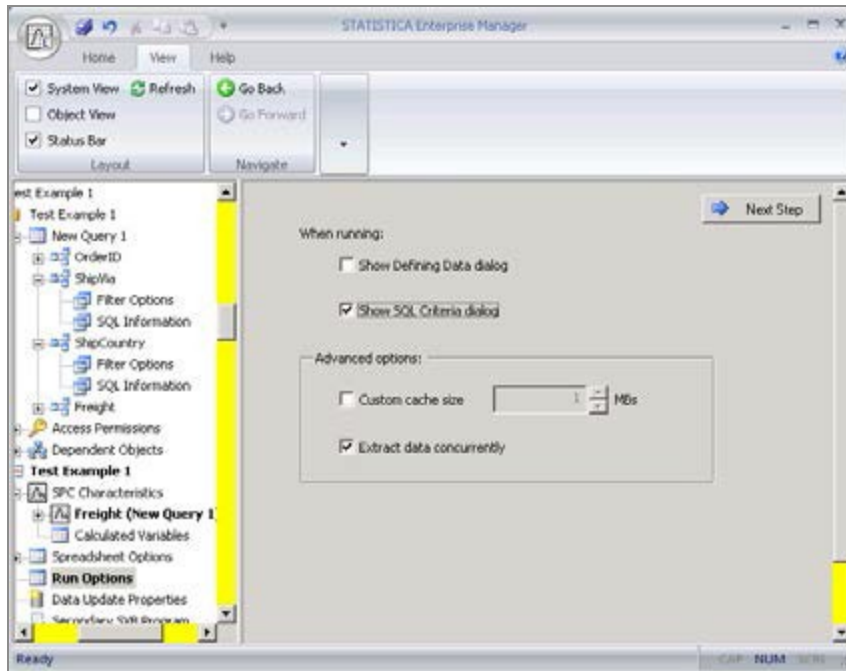 STATISTICA Enterprise Manager
Home View Help
System View Refresh
Object View
Status Bar
Layout
Go Back
Go Forward
Navigate
est Example 1
Test Example 1
New Query 1
OrderID
ShipVia
Filter Options
SQL Information
ShipCountry
Filter Options
SQL Information
Freight
Access Permissions
Dependent Objects
Test Example 1
SPC Characteristics
Freight (New Query 1
Calculated Variables
Spreadsheet Options
Run Options
Data Update Properties
Secondary SVB Program
Next Step
When running:
Show Defining Data dialog
Show SQL Criteria dialog
Advanced options:
Custom cache size 1 MBs
Extract data concurrently
Ready CAP NUM SCRL